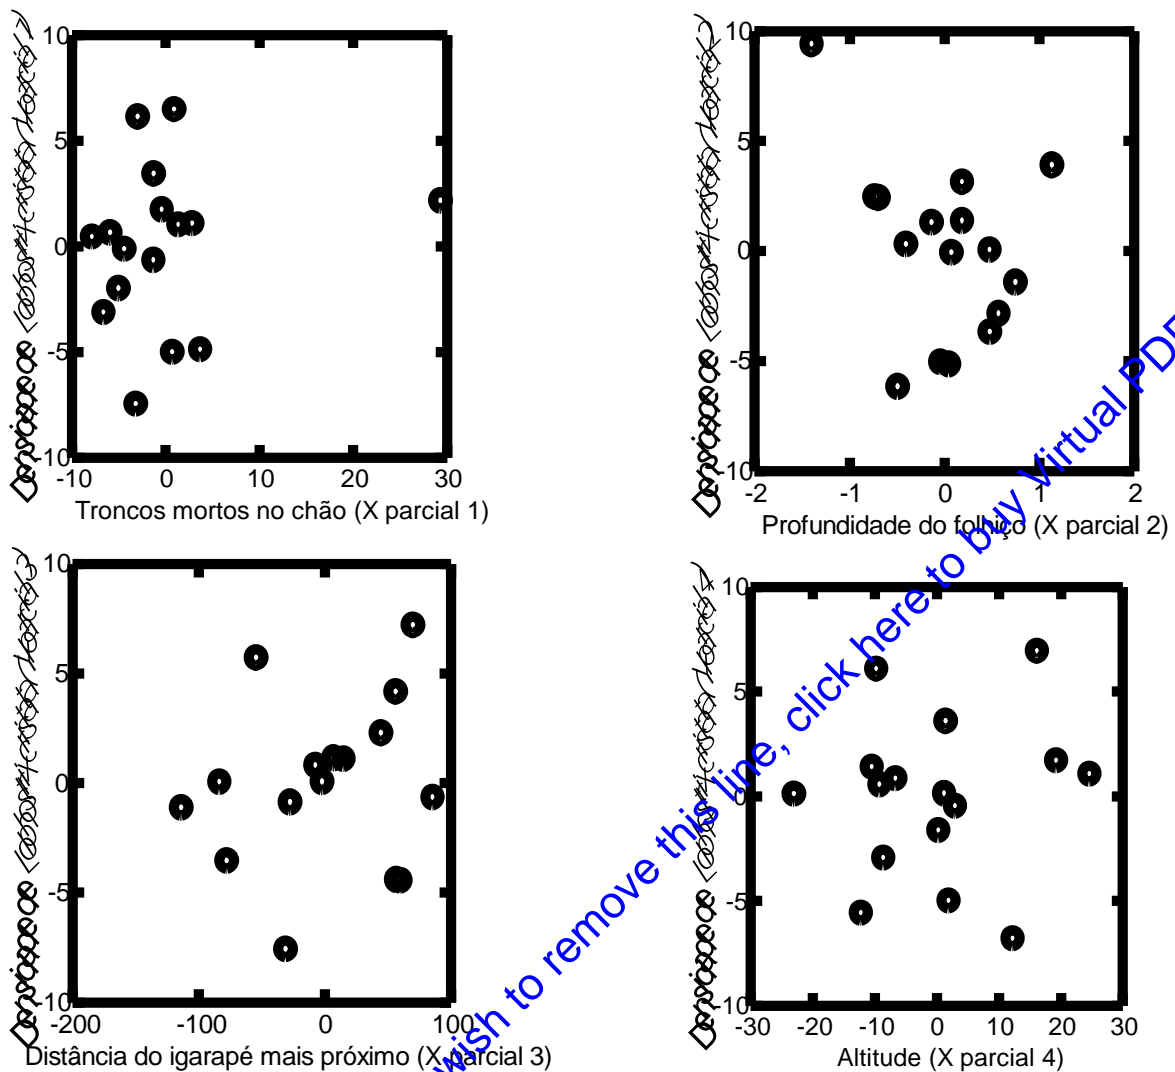 10
5
0
-5
-10
-10 0 10 20 30
Troncos mortos no chão (X parcial 1)
10
5
0
-5
-10
-2 -1 0 1 2
Profundidade do folhiço (X parcial 2)
10
5
0
-5
-10
-200 -100 0 100
Distância do igarapé mais próximo (X parcial 3)
10
5
0
-5
-10
-30 -20 -10 0 10 20 30
Altitude (X parcial 4)
wish to remove this line, click here to buy Virtual PDF